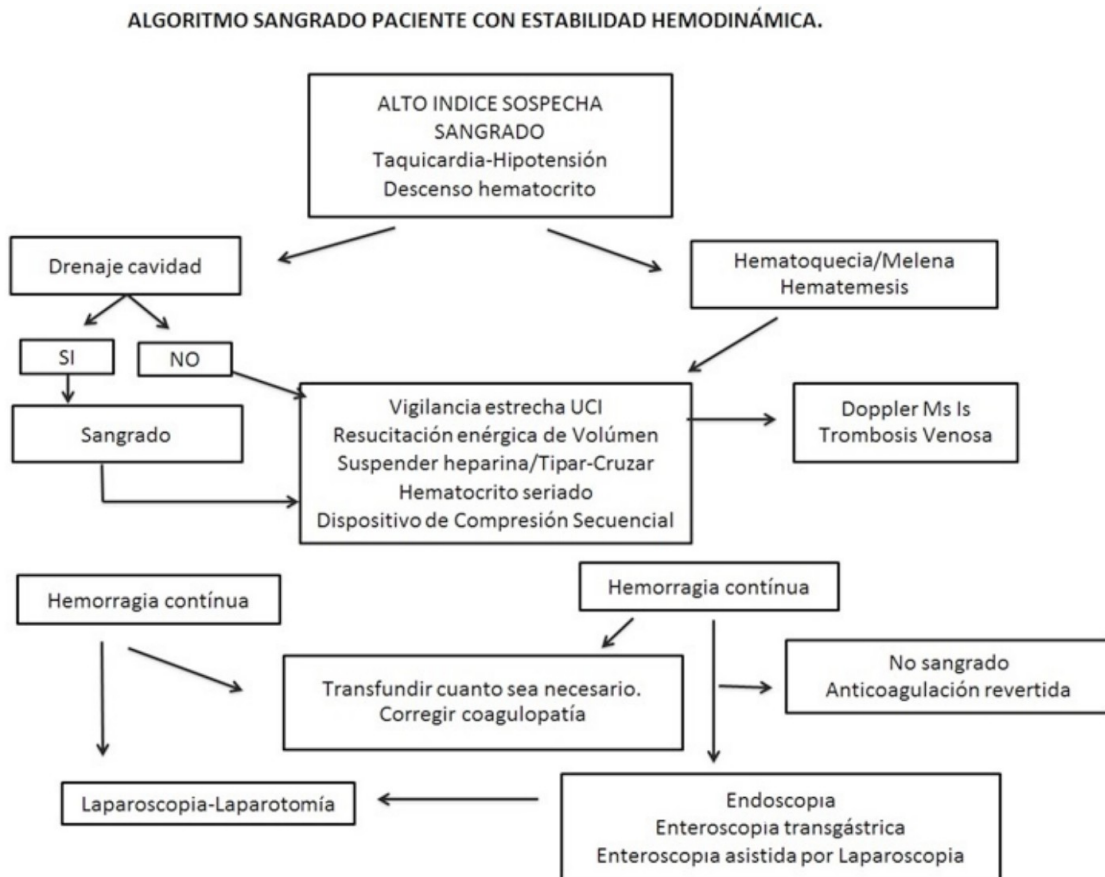 ALGORITMO SANGRADO PACIENTE CON ESTABILIDAD HEMODINÁMICA.
ALTO INDICE SOSPECHA
SANGRADO
Taquicardia-Hipotensión
Descenso hematocrito
Drenaje cavidad
Hematoquecia/Melena
Hematemesis
SI
NO
Sangrado
Vigilancia estrecha UCI
Resucitación enérgica de Volúmen
Suspender heparina/Tipar-Cruzar
Hematocrito seriado
Dispositivo de Compresión Secuencial
Doppler Ms Is
Trombosis Venosa
Hemorragia contínua
Hemorragia contínua
Transfundir cuanto sea necesario.
Corregir coagulopatía
No sangrado
Anticoagulación revertida
Laparoscopia-Laparotomía
Endoscopia
Enteroscopia transgástrica
Enteroscopia asistida por Laparoscopia